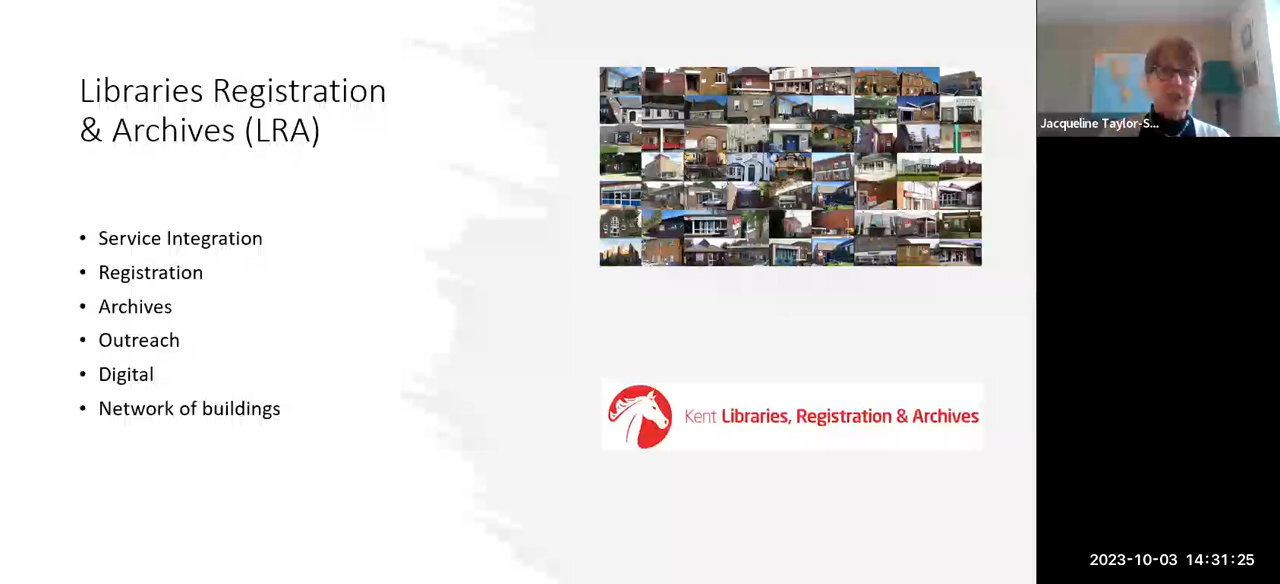 Libraries Registration
& Archives (LRA)
• Service Integration
• Registration
• Archives
• Outreach
• Digital
• Network of buildings
Kent Libraries, Registration & Archives
Jacqueline Taylor-S...
2023-10-03 14:31:25